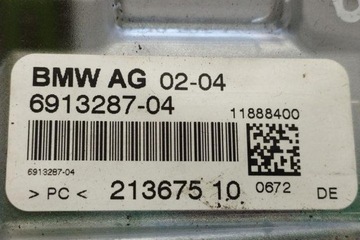 BMW AG 02-04
6913287-04
11888400
6913287-04
> PC < 213675 10
0672
DE